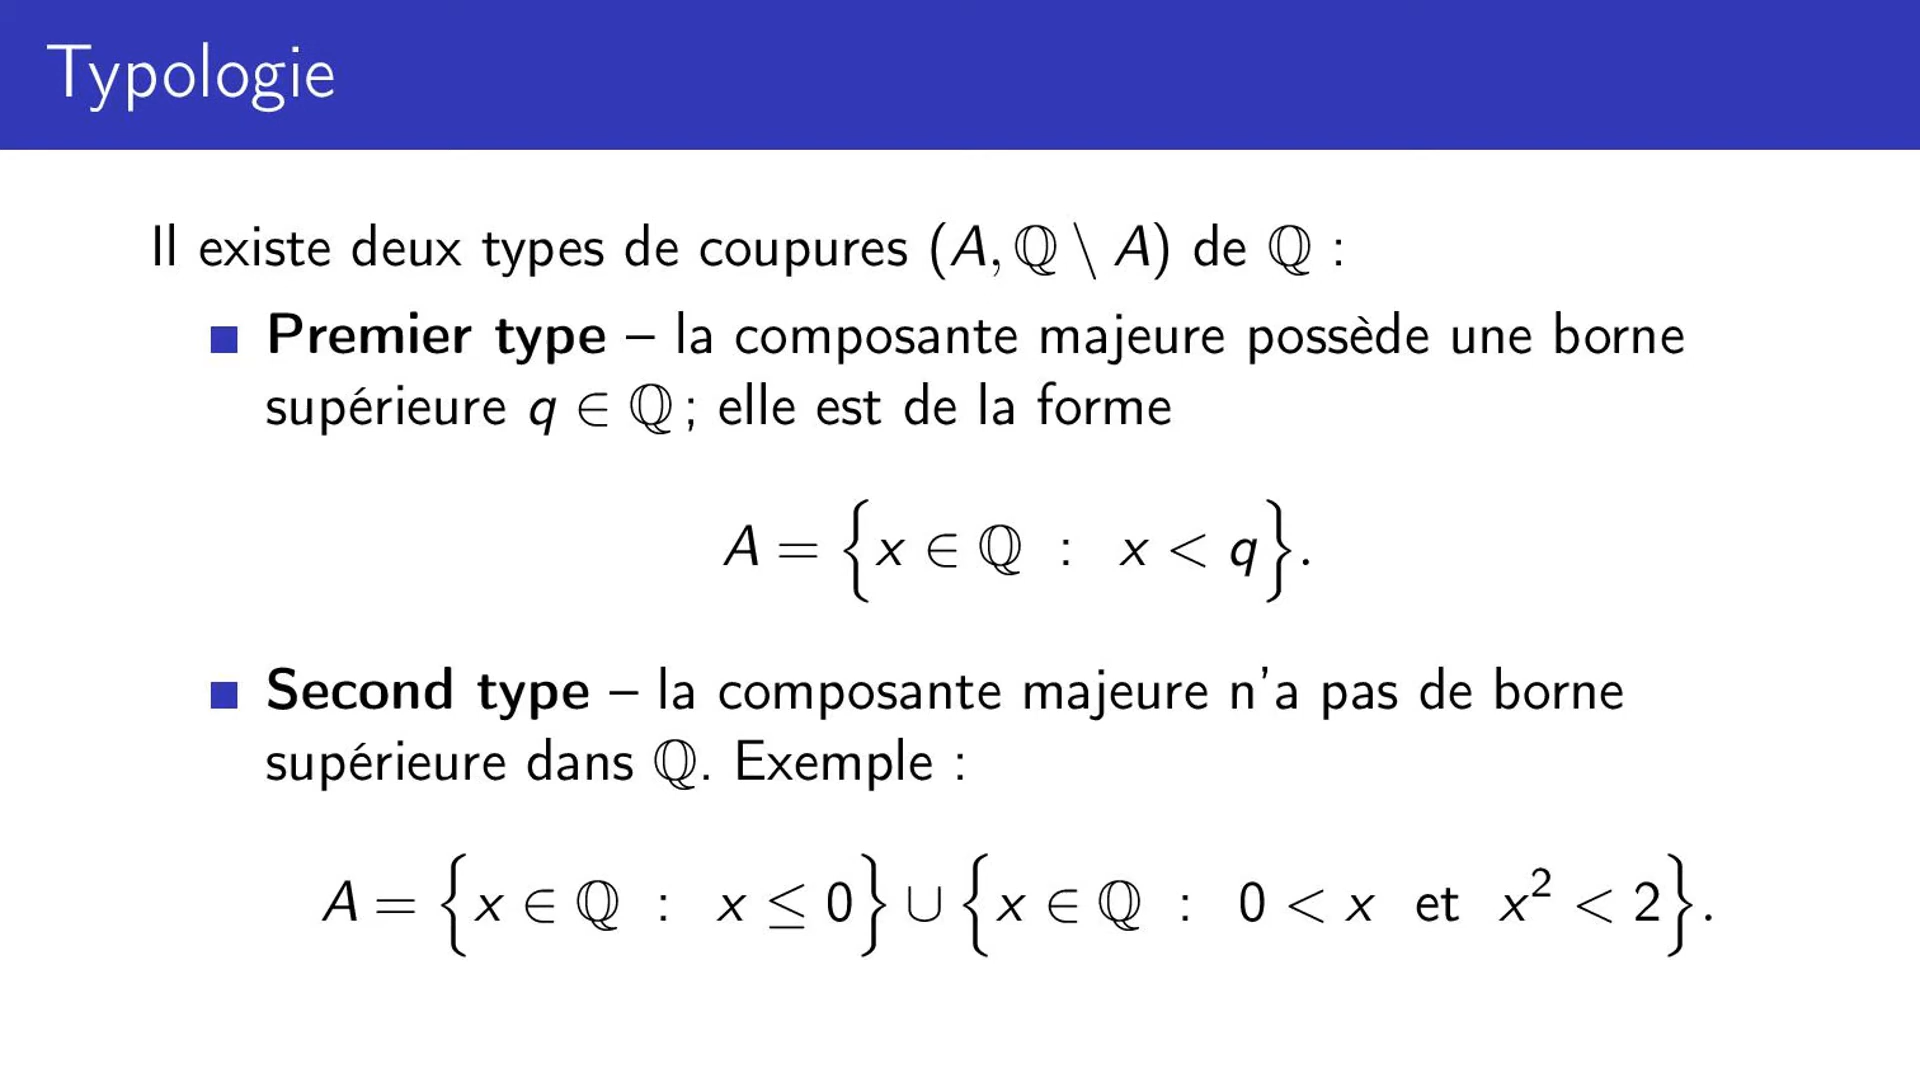 Typologie
Il existe deux types de coupures (A, ℚ \ A) de ℚ :
Premier type – la composante majeure possède une borne
supérieure q ∈ ℚ ; elle est de la forme
A = {x ∈ ℚ : x < q}.
Second type – la composante majeure n'a pas de borne
supérieure dans ℚ. Exemple :
A = {x ∈ ℚ : x ≤ 0} ∪ {x ∈ ℚ : 0 < x et x² < 2}.